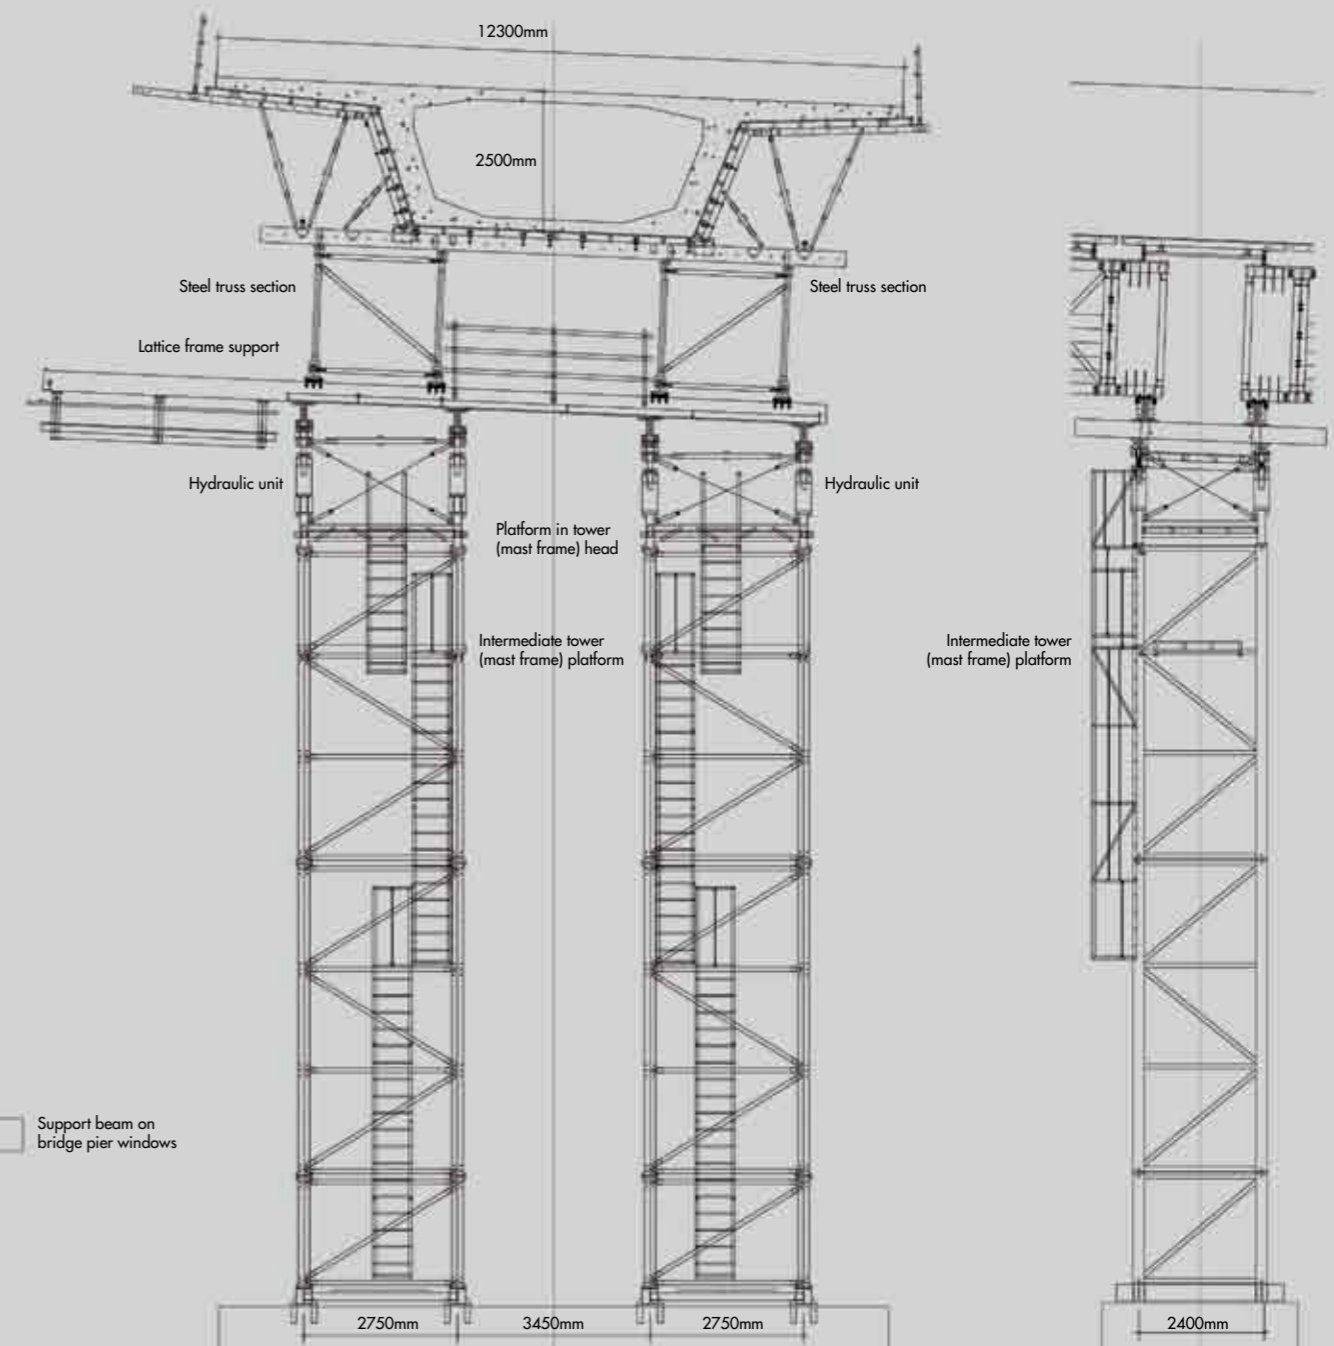 12300mm
2500mm
Steel truss section
Steel truss section
Lattice frame support
Hydraulic unit
Hydraulic unit
Platform in tower
(mast frame) head
Intermediate tower
(mast frame) platform
Intermediate tower
(mast frame) platform
Support beam on
bridge pier windows
2750mm
3450mm
2750mm
2400mm